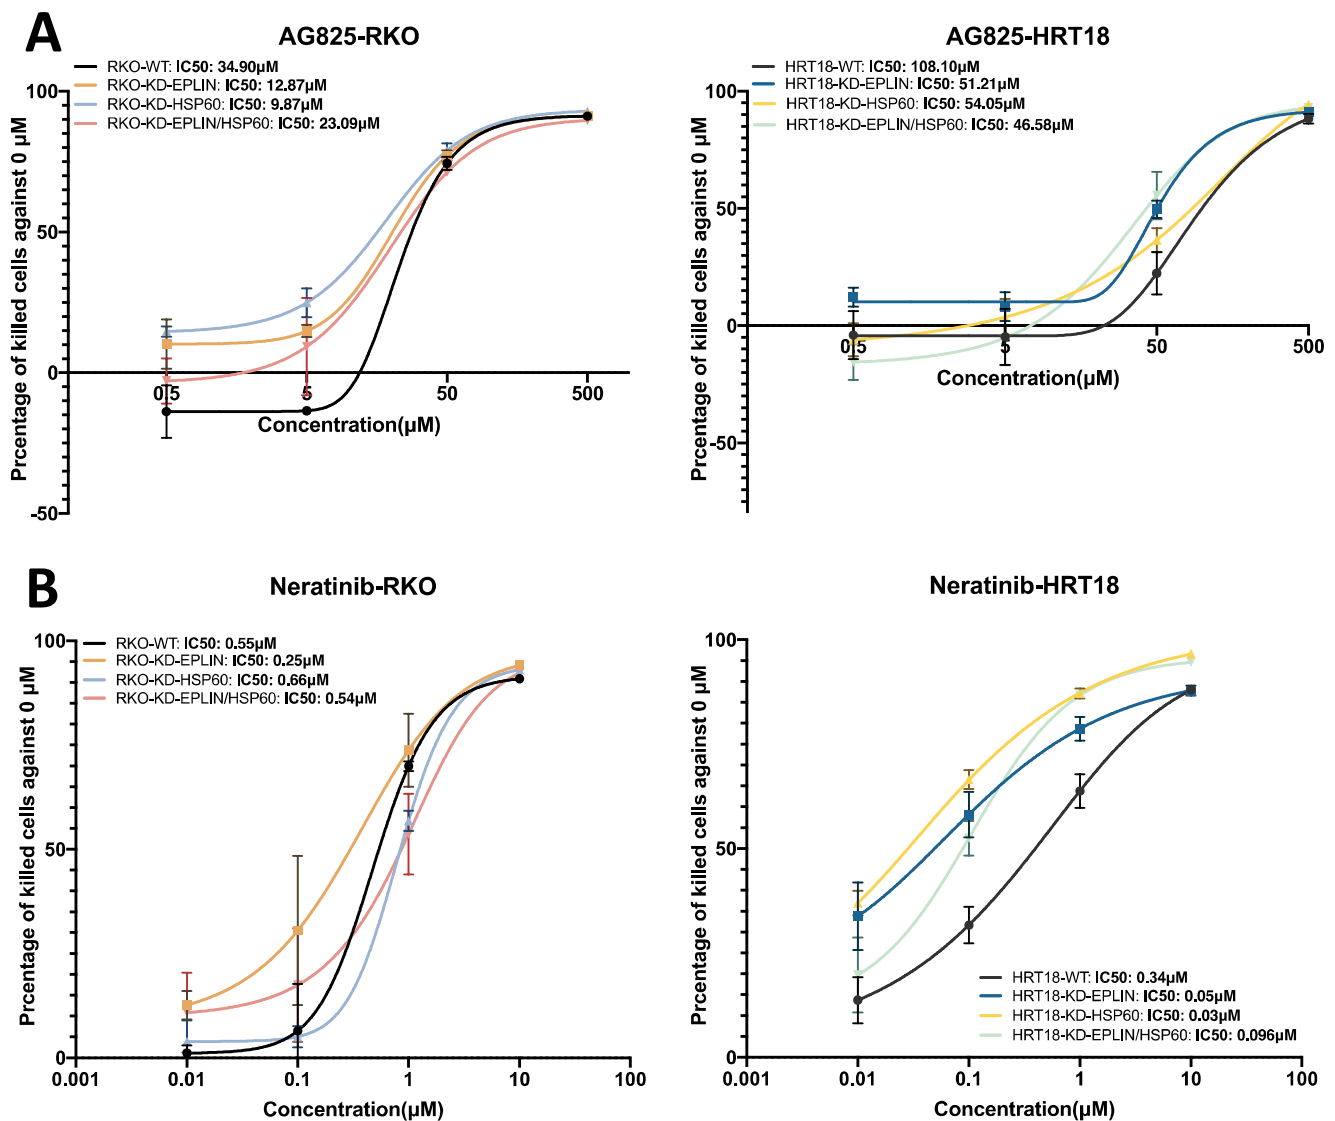 A
AG825-RKO
RKO-WT: IC50: 34.90µM
RKO-KD-EPLIN: IC50: 12.87µM
RKO-KD-HSP60: IC50: 9.87µM
RKO-KD-EPLIN/HSP60: IC50: 23.09µM
Prcentage of killed cells against 0 µM
100
50
0
-50
0.5
5
50
500
Concentration(µM)
AG825-HRT18
HRT18-WT: IC50: 108.10µM
HRT18-KD-EPLIN: IC50: 51.21µM
HRT18-KD-HSP60: IC50: 54.05µM
HRT18-KD-EPLIN/HSP60: IC50: 46.58µM
Prcentage of killed cells against 0 µM
100
50
0
-50
0.5
5
50
500
Concentration(µM)
B
Neratinib-RKO
RKO-WT: IC50: 0.55µM
RKO-KD-EPLIN: IC50: 0.25µM
RKO-KD-HSP60: IC50: 0.66µM
RKO-KD-EPLIN/HSP60: IC50: 0.54µM
Prcentage of killed cells against 0 µM
100
50
0
0.001
0.01
0.1
1
10
100
Concentration(µM)
Neratinib-HRT18
Prcentage of killed cells against 0 µM
100
50
0
HRT18-WT: IC50: 0.34µM
HRT18-KD-EPLIN: IC50: 0.05µM
HRT18-KD-HSP60: IC50: 0.03µM
HRT18-KD-EPLIN/HSP60: IC50: 0.096µM
0.001
0.01
0.1
1
10
100
Concentration(µM)